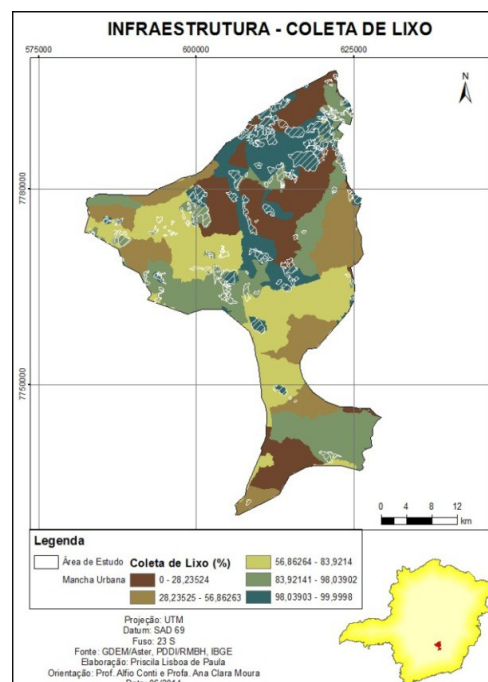 INFRAESTRUTURA - COLETA DE LIXO
575000 600000 625000
N
7780000
7750000
0 4 8 12
km
Legenda
Área de Estudo
Mancha Urbana
Coleta de Lixo (%)
0 - 28,23524
28,23525 - 56,86263
56,86264 - 83,9214
83,92141 - 98,03902
98,03903 - 99,9998
Projeção: UTM
Datum: SAD 69
Fuso: 23 S
Fonte: GDEM/Aster, PDDI/RMBH, IBGE
Elaboração: Priscila Lisboa de Paula
Orientação: Prof. Alfio Conti e Profa. Ana Clara Moura